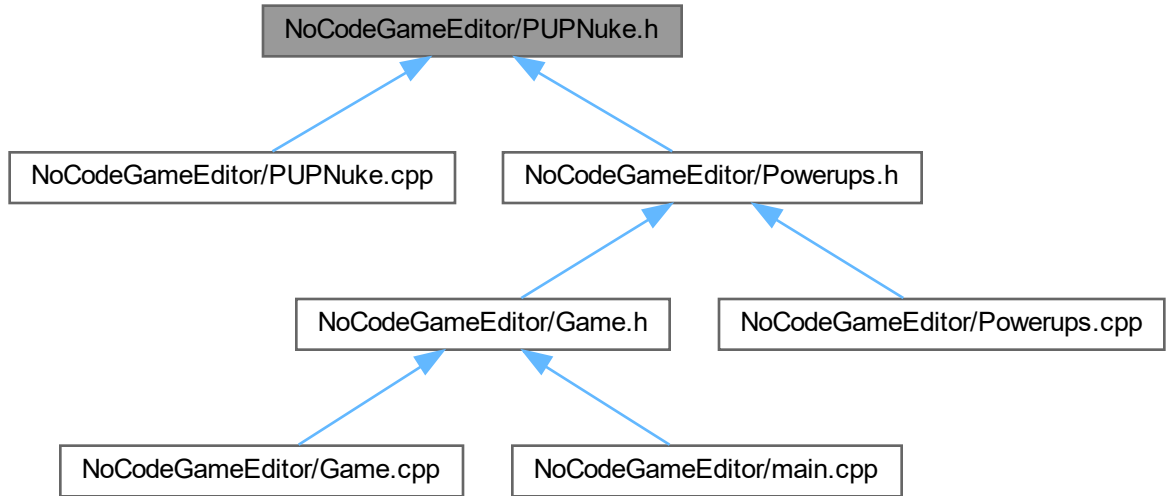 NoCodeGameEditor/PUPNuke.h
NoCodeGameEditor/PUPNuke.cpp
NoCodeGameEditor/Powerups.h
NoCodeGameEditor/Game.h
NoCodeGameEditor/Powerups.cpp
NoCodeGameEditor/Game.cpp
NoCodeGameEditor/main.cpp